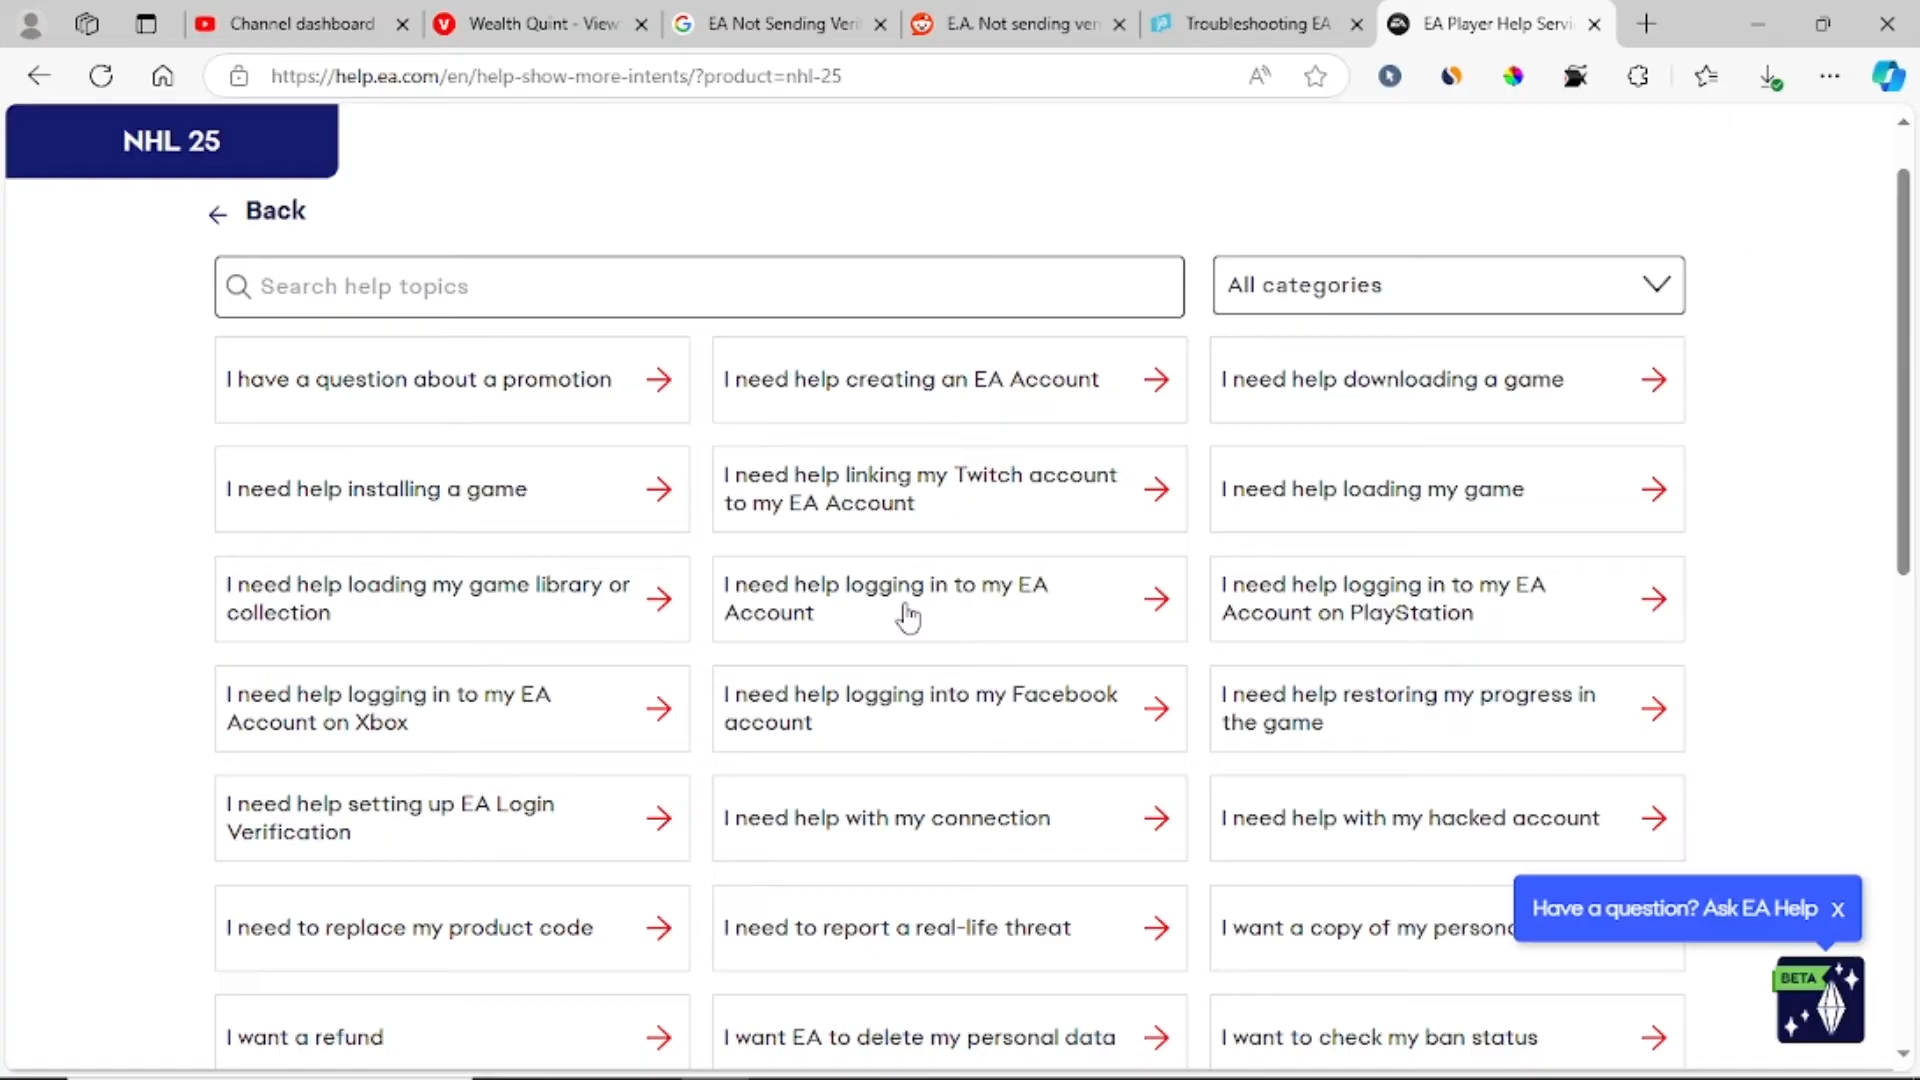 Channel dashboard
Wealth Quint - View
EA Not Sending Veri
E.A. Not sending ver
Troubleshooting EA
EA Player Help Servi
https://help.ea.com/en/help-show-more-intents/?product=nhl-25
NHL 25
Back
Search help topics
All categories
I have a question about a promotion
I need help creating an EA Account
I need help downloading a game
I need help installing a game
I need help linking my Twitch account
to my EA Account
I need help loading my game
I need help loading my game library or
collection
I need help logging in to my EA
Account
I need help logging in to my EA
Account on PlayStation
I need help logging in to my EA
Account on Xbox
I need help logging into my Facebook
account
I need help restoring my progress in
the game
I need help setting up EA Login
Verification
I need help with my connection
I need help with my hacked account
I need to replace my product code
I need to report a real-life threat
I want a copy of my persona
Have a question? Ask EA Help X
BETA
I want a refund
I want EA to delete my personal data
I want to check my ban status